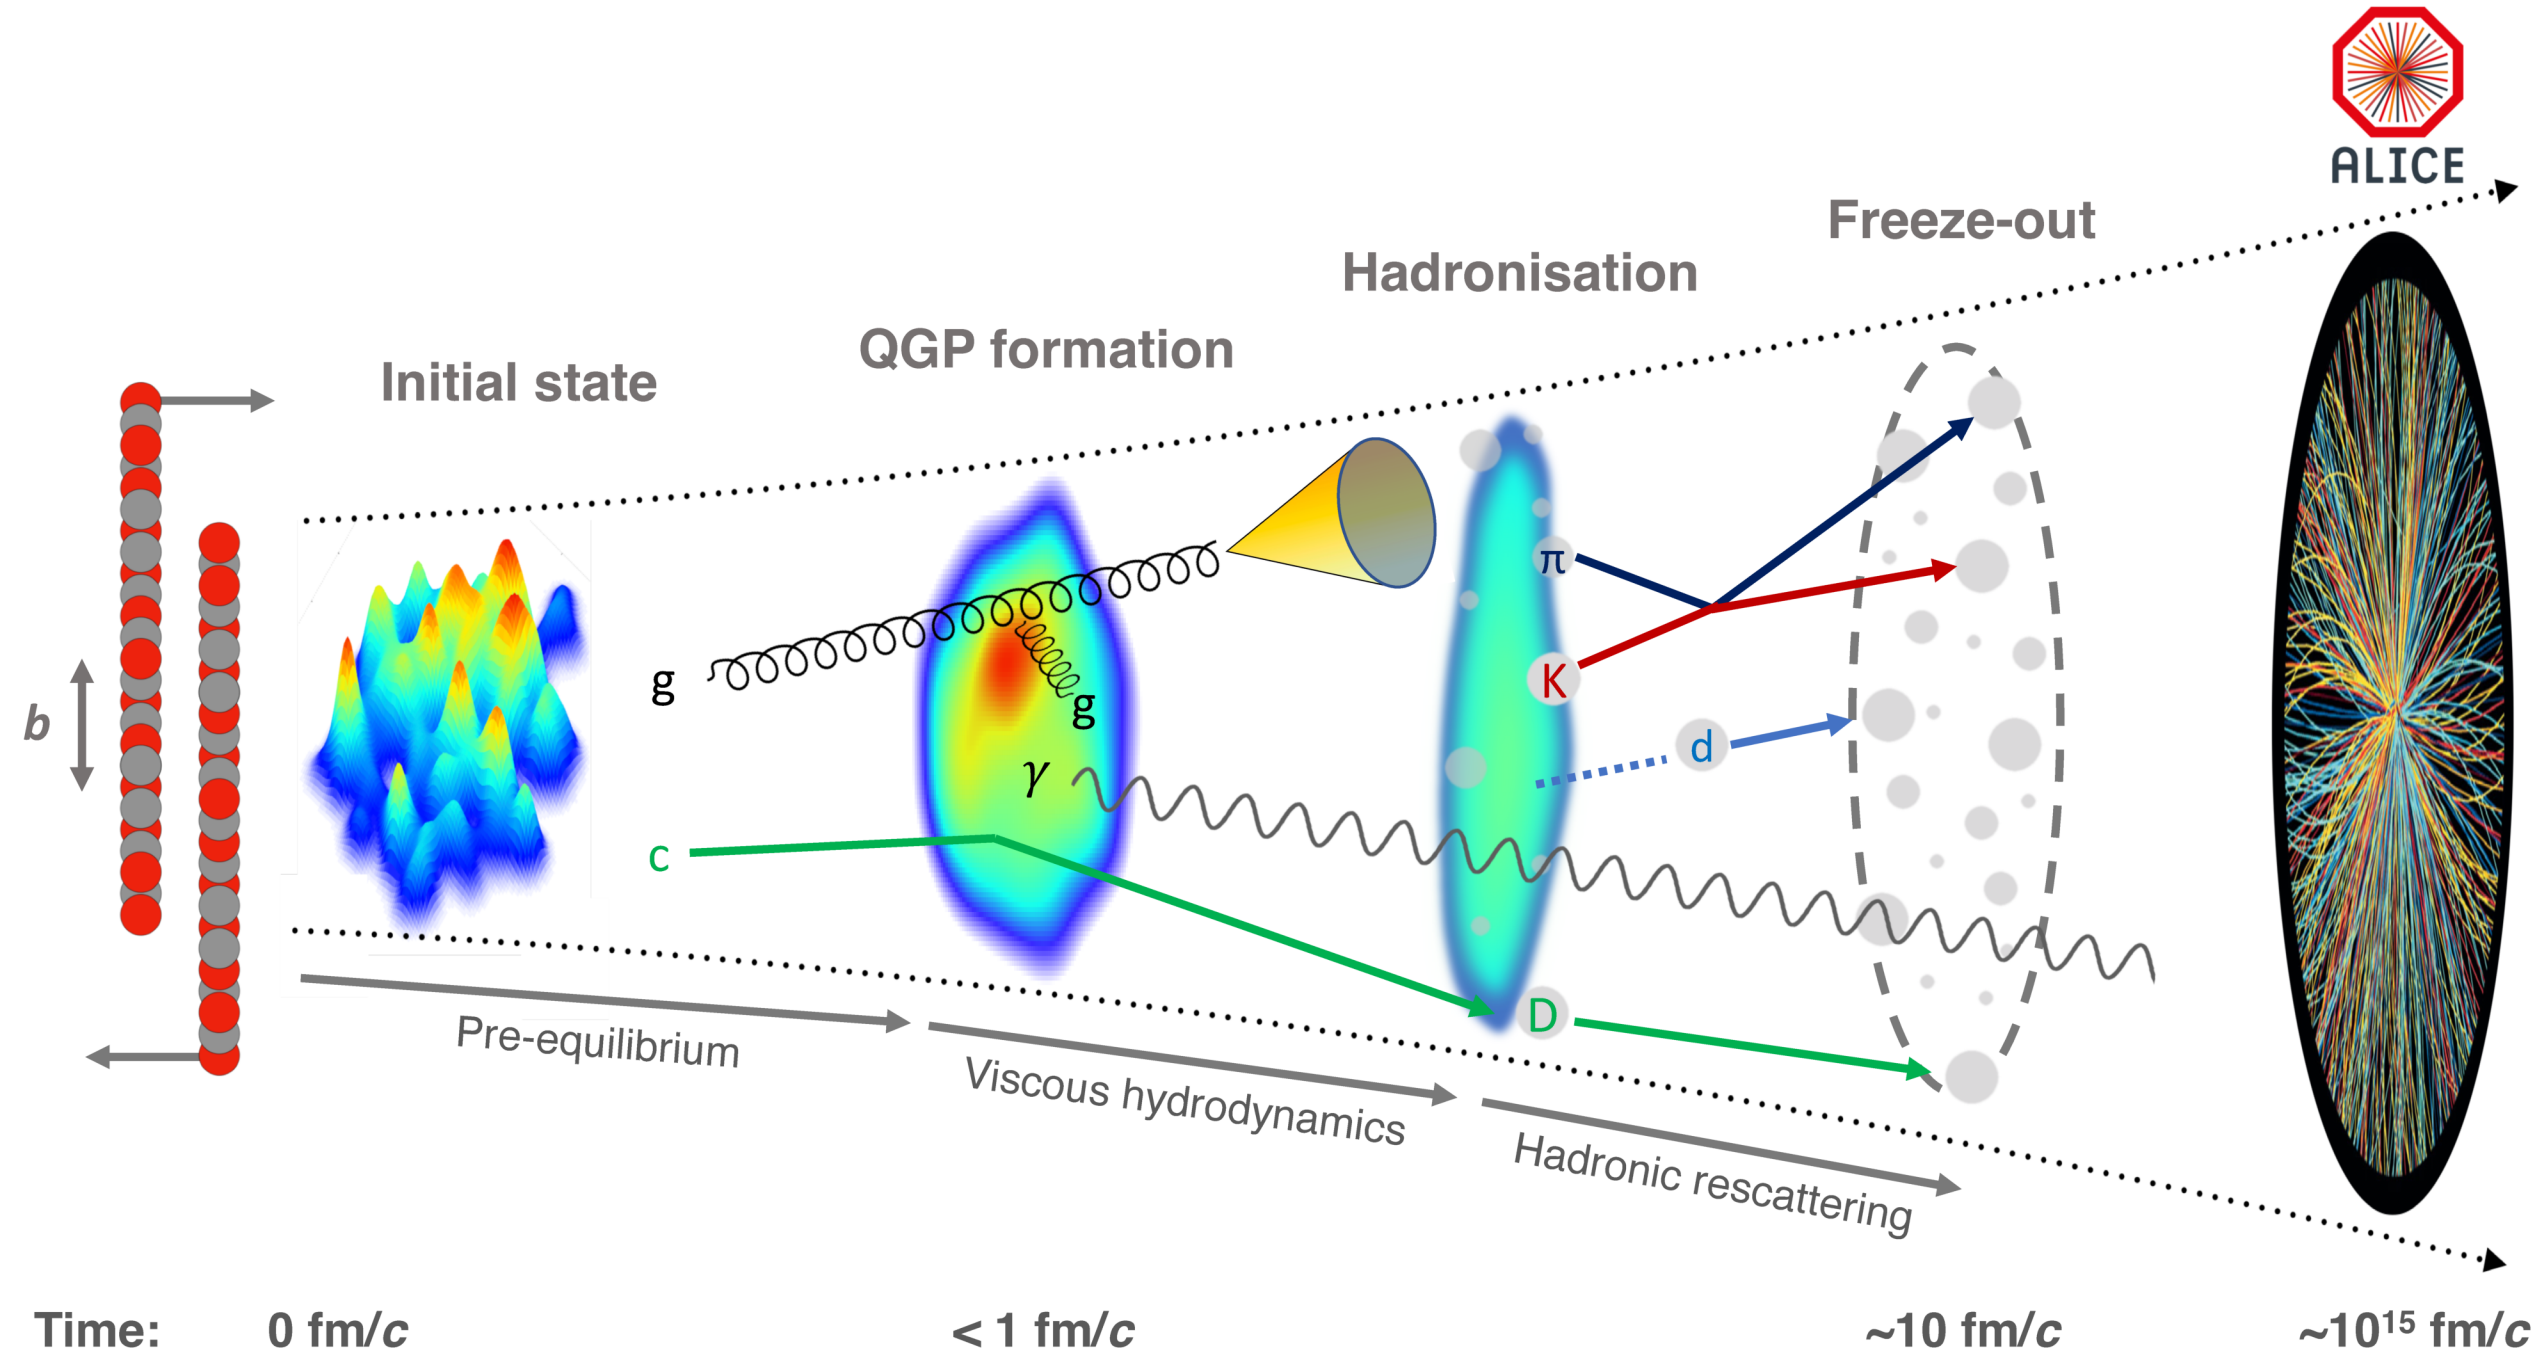 ALICE
Freeze-out
Hadronisation
QGP formation
Initial state
b
g
g
γ
c
π
K
d
D
Pre-equilibrium
Viscous hydrodynamics
Hadronic rescattering
Time: 0 fm/c < 1 fm/c ~10 fm/c ~10¹⁵ fm/c